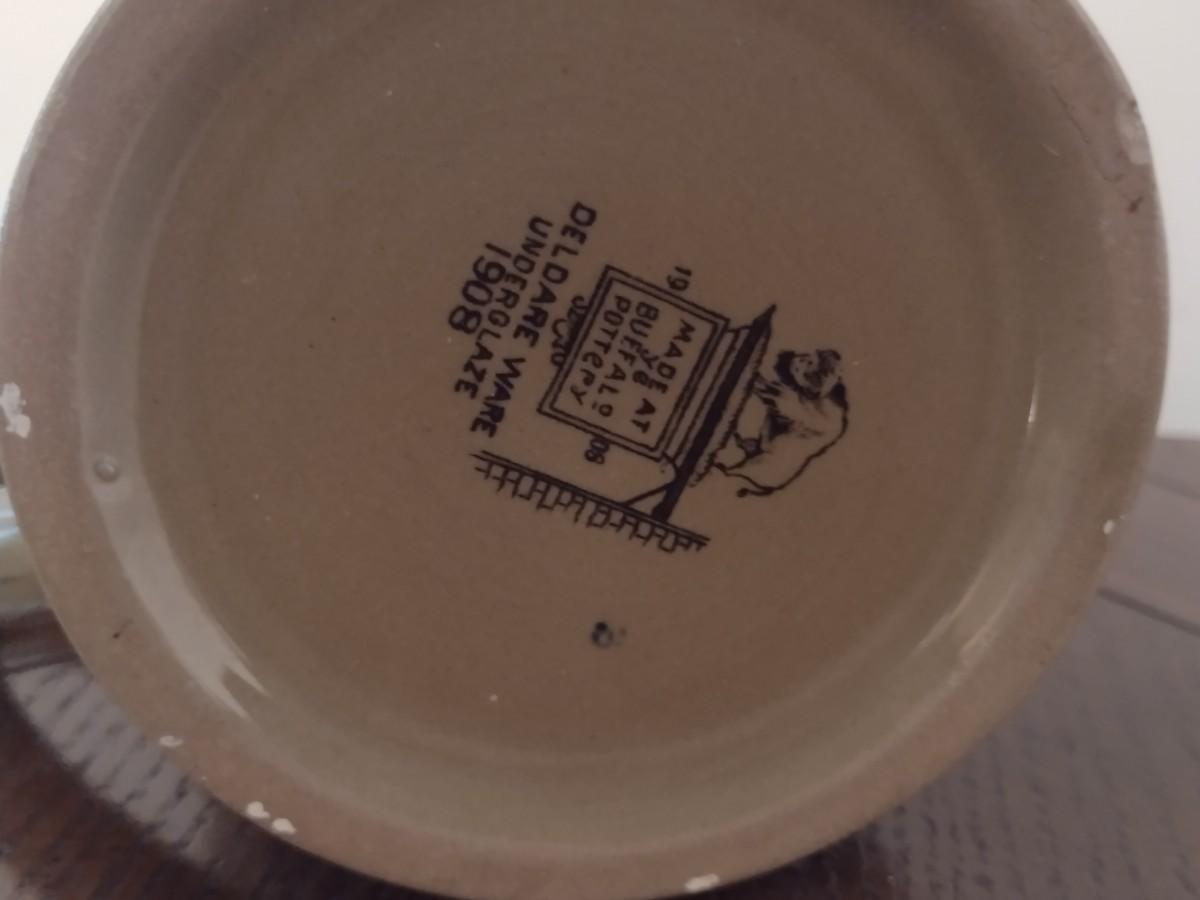 19 08
MADE AT
Ye
BUFFALO
POTTERY
DELDARE WARE
UNDERGLAZE
1908